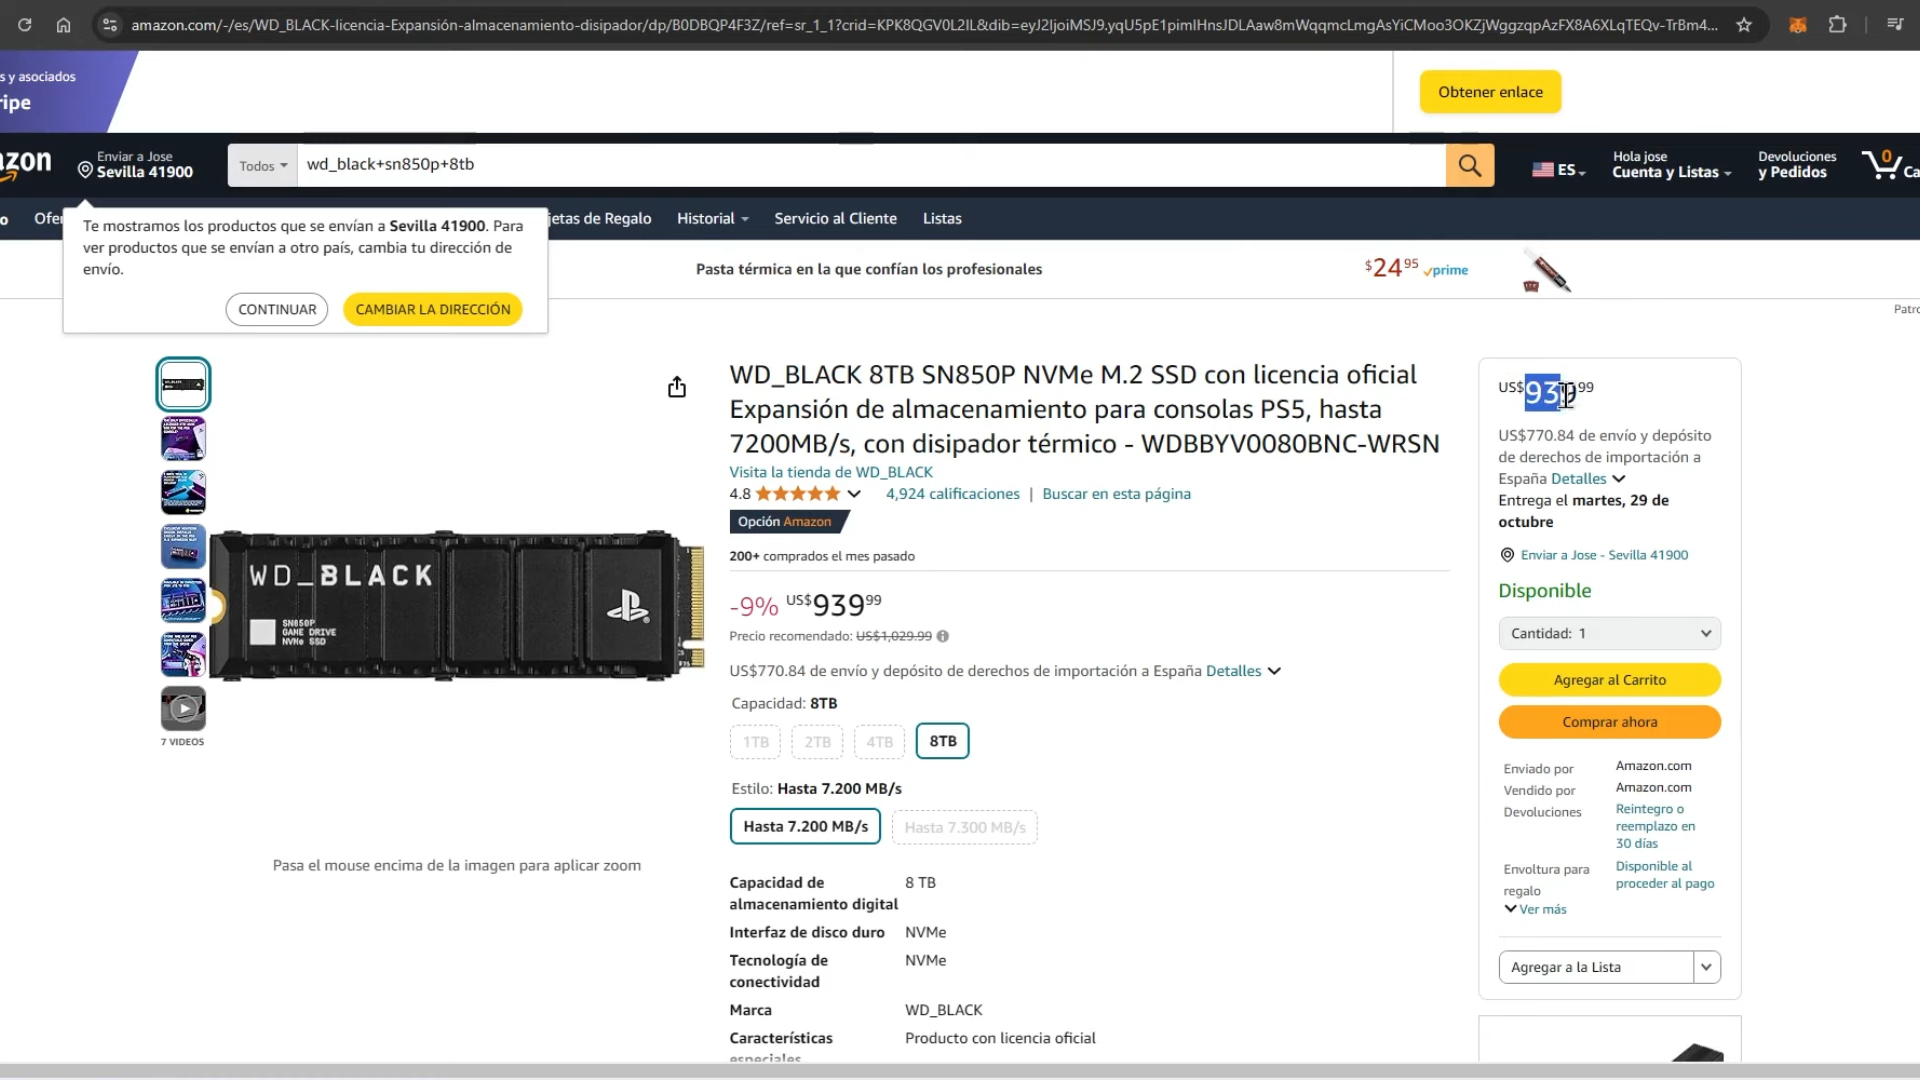 amazon.com/-/es/WD_BLACK-licencia-Expansión-almacenamiento-disipador/dp/B0DBQP4F3Z/ref=sr_1_1?crid=KPK8QGV0L2IL&dib=
s y asociados
ripe
Obtener enlace
azon
Enviar a Jose
Sevilla 41900
Todos
wd_black+sn850p+8tb
ES
Hola jose
Cuenta y Listas
Devoluciones
y Pedidos
0
Ca
o
Ofer
jetas de Regalo
Historial
Servicio al Cliente
Listas
Te mostramos los productos que se envían a Sevilla 41900. Para
ver productos que se envían a otro país, cambia tu dirección de
envío.
CONTINUAR
CAMBIAR LA DIRECCIÓN
Pasta térmica en la que confían los profesionales
$24 95 prime
Patro
WD_BLACK
SN850P
GAME DRIVE
NVMe SSD
7 VIDEOS
Pasa el mouse encima de la imagen para aplicar zoom
WD_BLACK 8TB SN850P NVMe M.2 SSD con licencia oficial
Expansión de almacenamiento para consolas PS5, hasta
7200MB/s, con disipador térmico - WDBBYV0080BNC-WRSN
Visita la tienda de WD_BLACK
4.8
4,924 calificaciones | Buscar en esta página
Opción Amazon
200+ comprados el mes pasado
-9% US$939 99
Precio recomendado: US$1,029.99
US$770.84 de envío y depósito de derechos de importación a España Detalles
Capacidad: 8TB
1TB
2TB
4TB
8TB
Estilo: Hasta 7.200 MB/s
Hasta 7.200 MB/s
Hasta 7.300 MB/s
Capacidad de almacenamiento digital
8 TB
Interfaz de disco duro
NVMe
Tecnología de conectividad
NVMe
Marca
WD_BLACK
Características especiales
Producto con licencia oficial
US$939 99
US$770.84 de envío y depósito
de derechos de importación a
España Detalles
Entrega el martes, 29 de
octubre
Enviar a Jose - Sevilla 41900
Disponible
Cantidad: 1
Agregar al Carrito
Comprar ahora
Enviado por
Amazon.com
Vendido por
Amazon.com
Devoluciones
Reintegro o
reemplazo en
30 días
Envoltura para
regalo
Disponible al
proceder al pago
Ver más
Agregar a la Lista